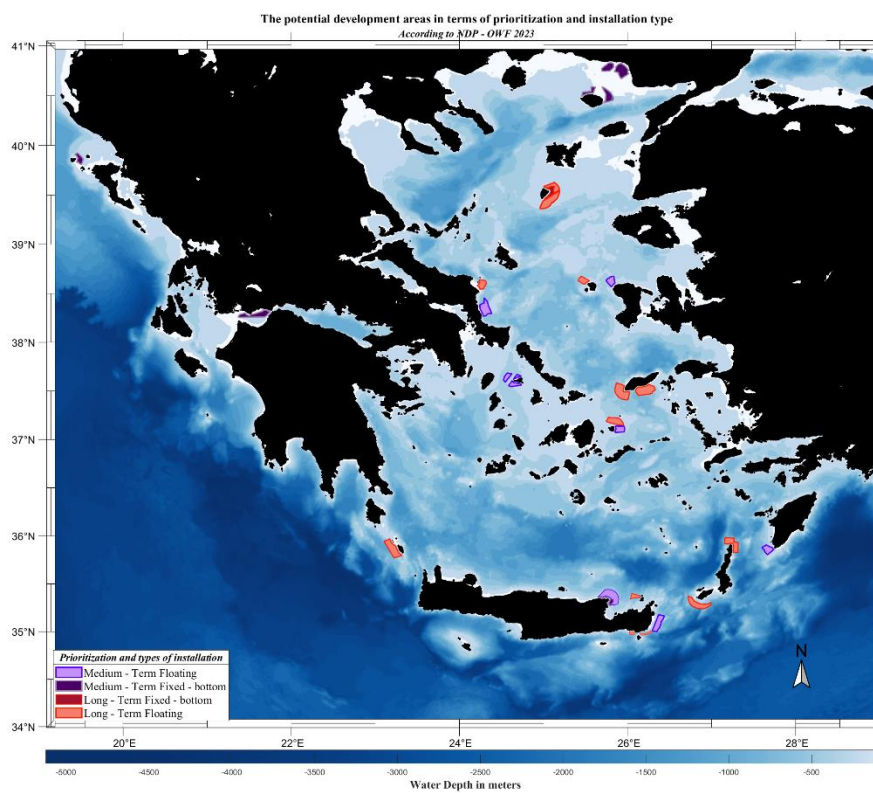 The potential development areas in terms of prioritization and installation type
According to NDP - OWF 2023
41°N
40°N
39°N
38°N
37°N
36°N
35°N
34°N
Prioritization and types of installation
Medium - Term Floating
Medium - Term Fixed - bottom
Long - Term Fixed - bottom
Long - Term Floating
N
20°E 22°E 24°E 26°E 28°E
-5000 -4500 -4000 -3500 -3000 -2500 -2000 -1500 -1000 -500
Water Depth in meters